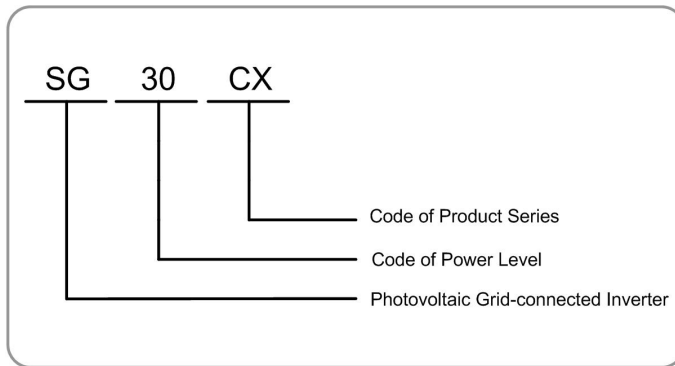 SG 30 CX
Code of Product Series
Code of Power Level
Photovoltaic Grid-connected Inverter